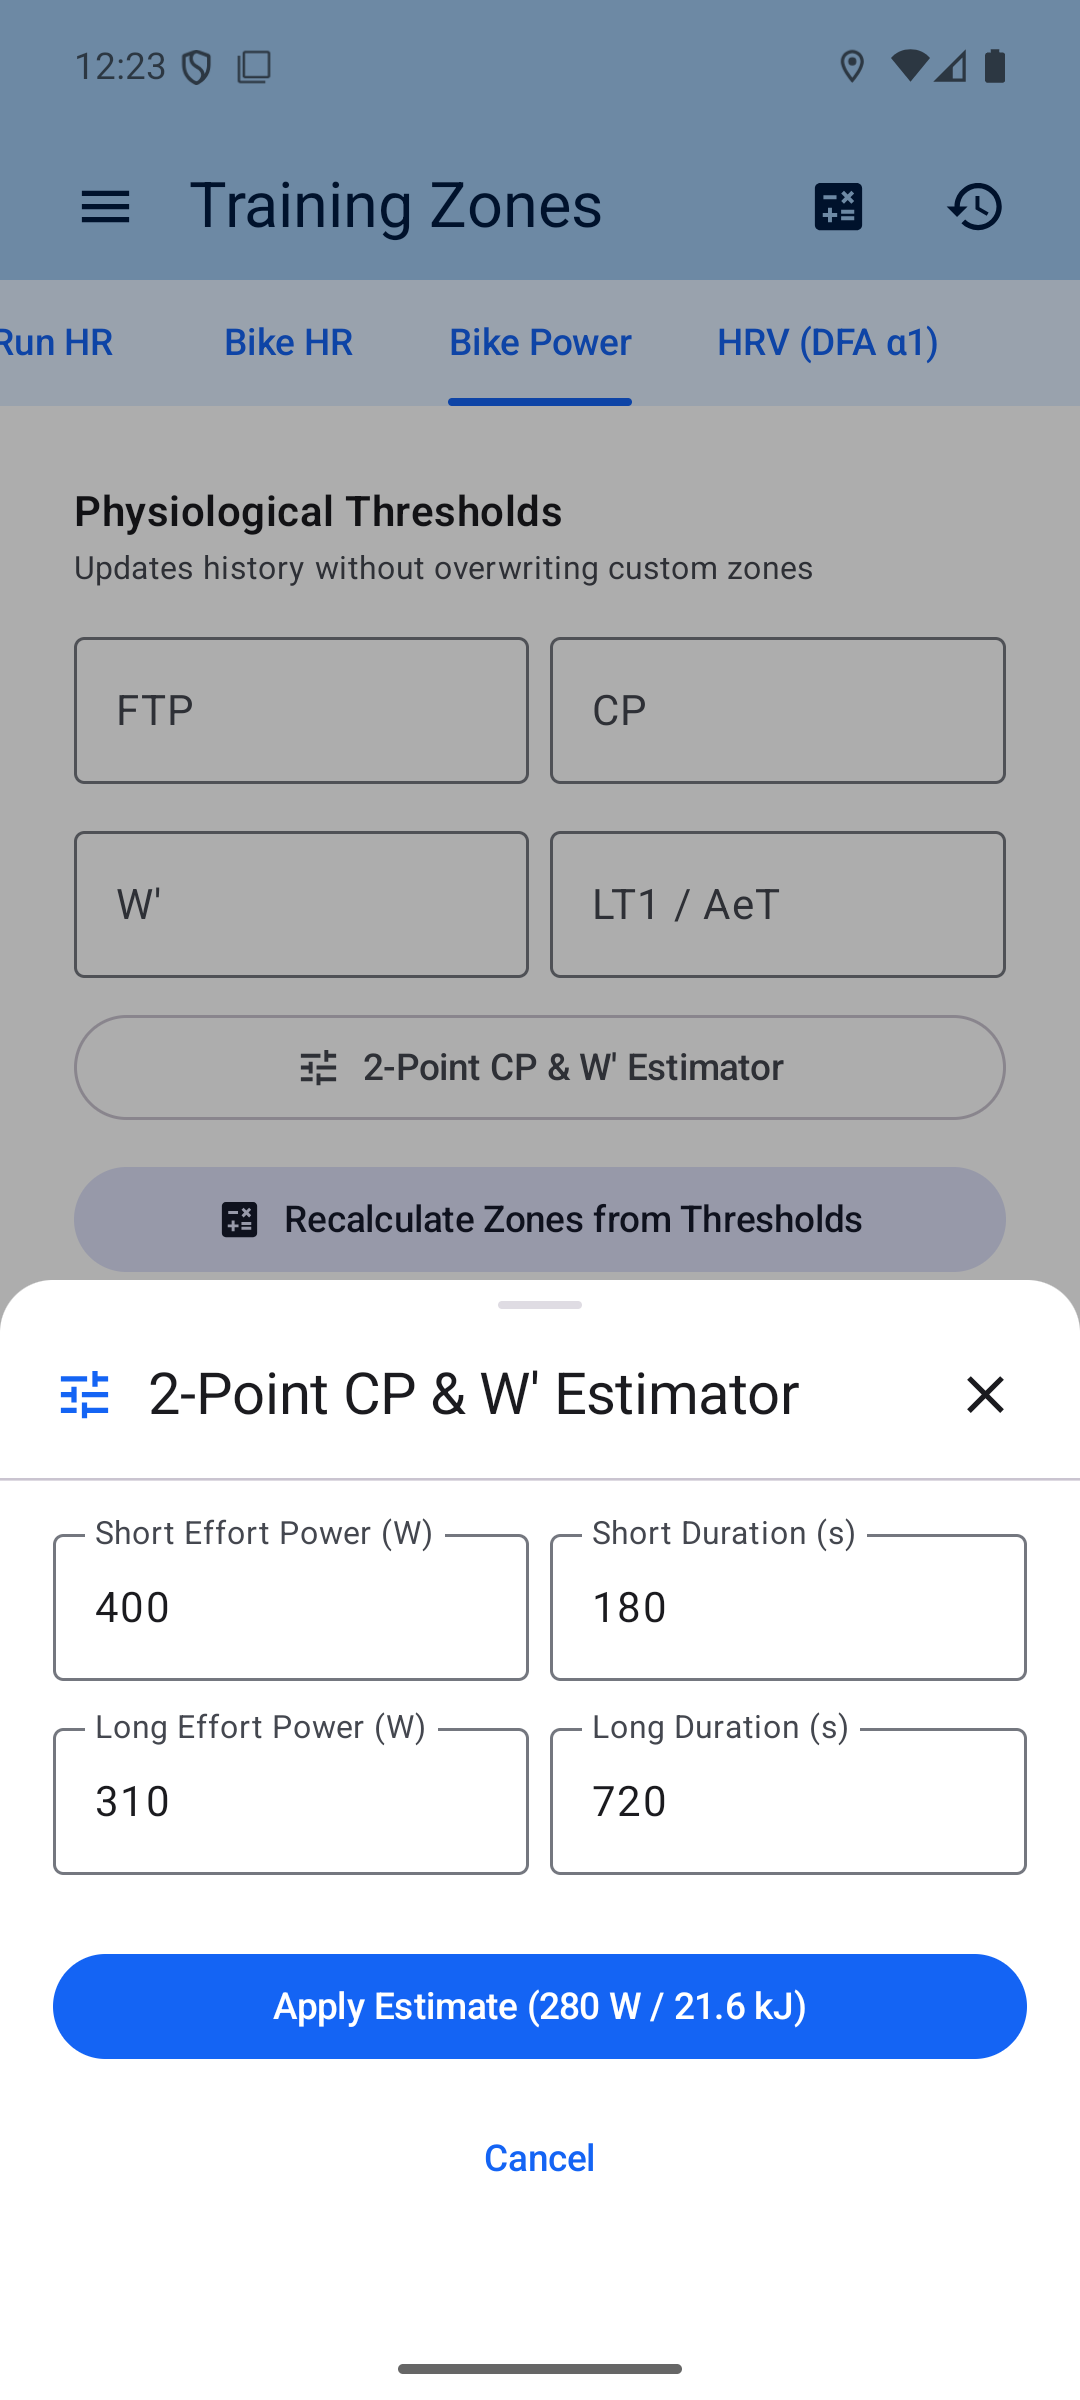 12:23
Training Zones
Run HR
Bike HR
Bike Power
HRV (DFA α1)
Physiological Thresholds
Updates history without overwriting custom zones
FTP
CP
W'
LT1 / AeT
2-Point CP & W' Estimator
Recalculate Zones from Thresholds
2-Point CP & W' Estimator
Short Effort Power (W)
400
Short Duration (s)
180
Long Effort Power (W)
310
Long Duration (s)
720
Apply Estimate (280 W / 21.6 kJ)
Cancel